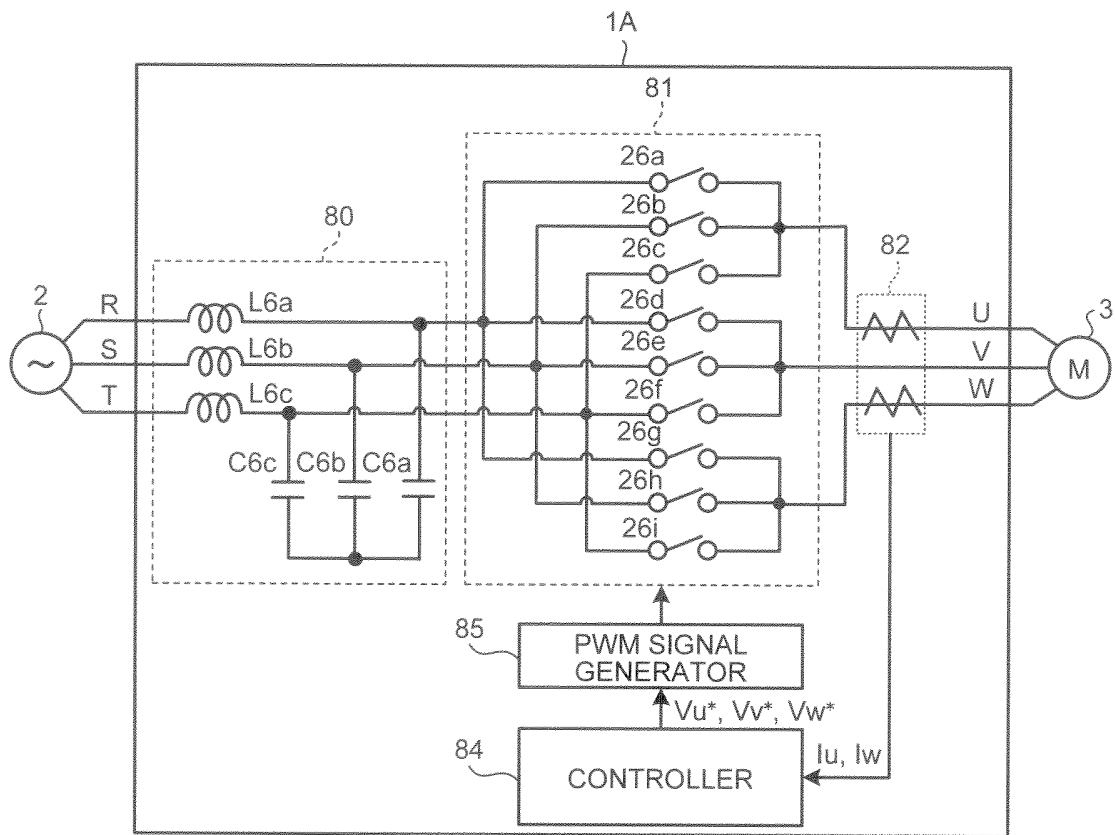 1A
81
26a
80
26b
82
26c
2
R
L6a
26d
U
3
S
L6b
26e
V
~
M
T
L6c
26f
W
26g
C6c
C6b
C6a
26h
26i
85
PWM SIGNAL
GENERATOR
Vu*, Vv*, Vw*
84
CONTROLLER
Iu, Iw